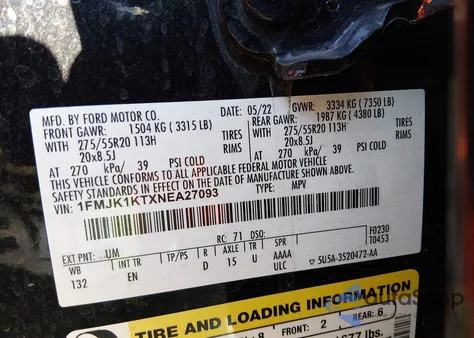 MFD. BY FORD MOTOR CO.
05/22 GVWR: 3334 KG ( 7350 LB)
FRONT GAWR: 1504 KG ( 3315 LB) REAR GAWR: 1987 KG ( 4380 LB)
WITH 275/55R20 113H TIRES WITH 275/55R20 113H TIRES
20x8.5J RIMS 20x8.5J RIMS
AT 270 kPa/ 39 PSI COLD AT 270 kPa/ 39 PSI COLD
THIS VEHICLE CONFORMS TO ALL APPLICABLE FEDERAL MOTOR VEHICLE
SAFETY STANDARDS IN EFFECT ON THE DATE OF MANUFACTURE SHOWN ABOVE.
VIN: 1FMJK1KTXNEA27093 TYPE: MPV
F0230
T0453
EXT PNT: UM RC: 71 DSO:
WB INT TR TP/PS R AXLE TR SPR
132 EN D 15 U AAAA
ULC 5U5A-3520472-AA
TIRE AND LOADING INFORMATION
8 FRONT: 2 REAR: 6
677 lbs.